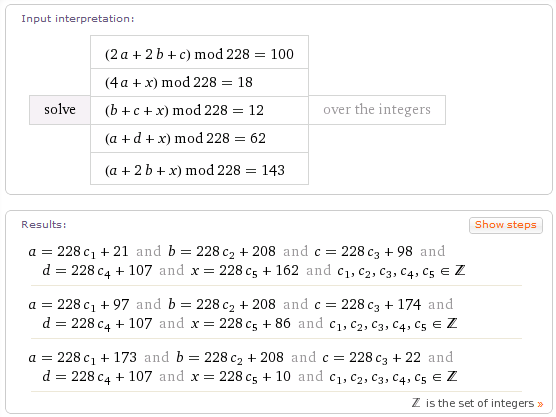 Input interpretation:
(2 a + 2 b + c) mod 228 = 100
(4 a + x) mod 228 = 18
solve (b + c + x) mod 228 = 12 over the integers
(a + d + x) mod 228 = 62
(a + 2 b + x) mod 228 = 143
Results:
Show steps
a = 228 c₁ + 21 and b = 228 c₂ + 208 and c = 228 c₃ + 98 and
d = 228 c₄ + 107 and x = 228 c₅ + 162 and c₁, c₂, c₃, c₄, c₅ ∈ ℤ
a = 228 c₁ + 97 and b = 228 c₂ + 208 and c = 228 c₃ + 174 and
d = 228 c₄ + 107 and x = 228 c₅ + 86 and c₁, c₂, c₃, c₄, c₅ ∈ ℤ
a = 228 c₁ + 173 and b = 228 c₂ + 208 and c = 228 c₃ + 22 and
d = 228 c₄ + 107 and x = 228 c₅ + 10 and c₁, c₂, c₃, c₄, c₅ ∈ ℤ
ℤ is the set of integers »